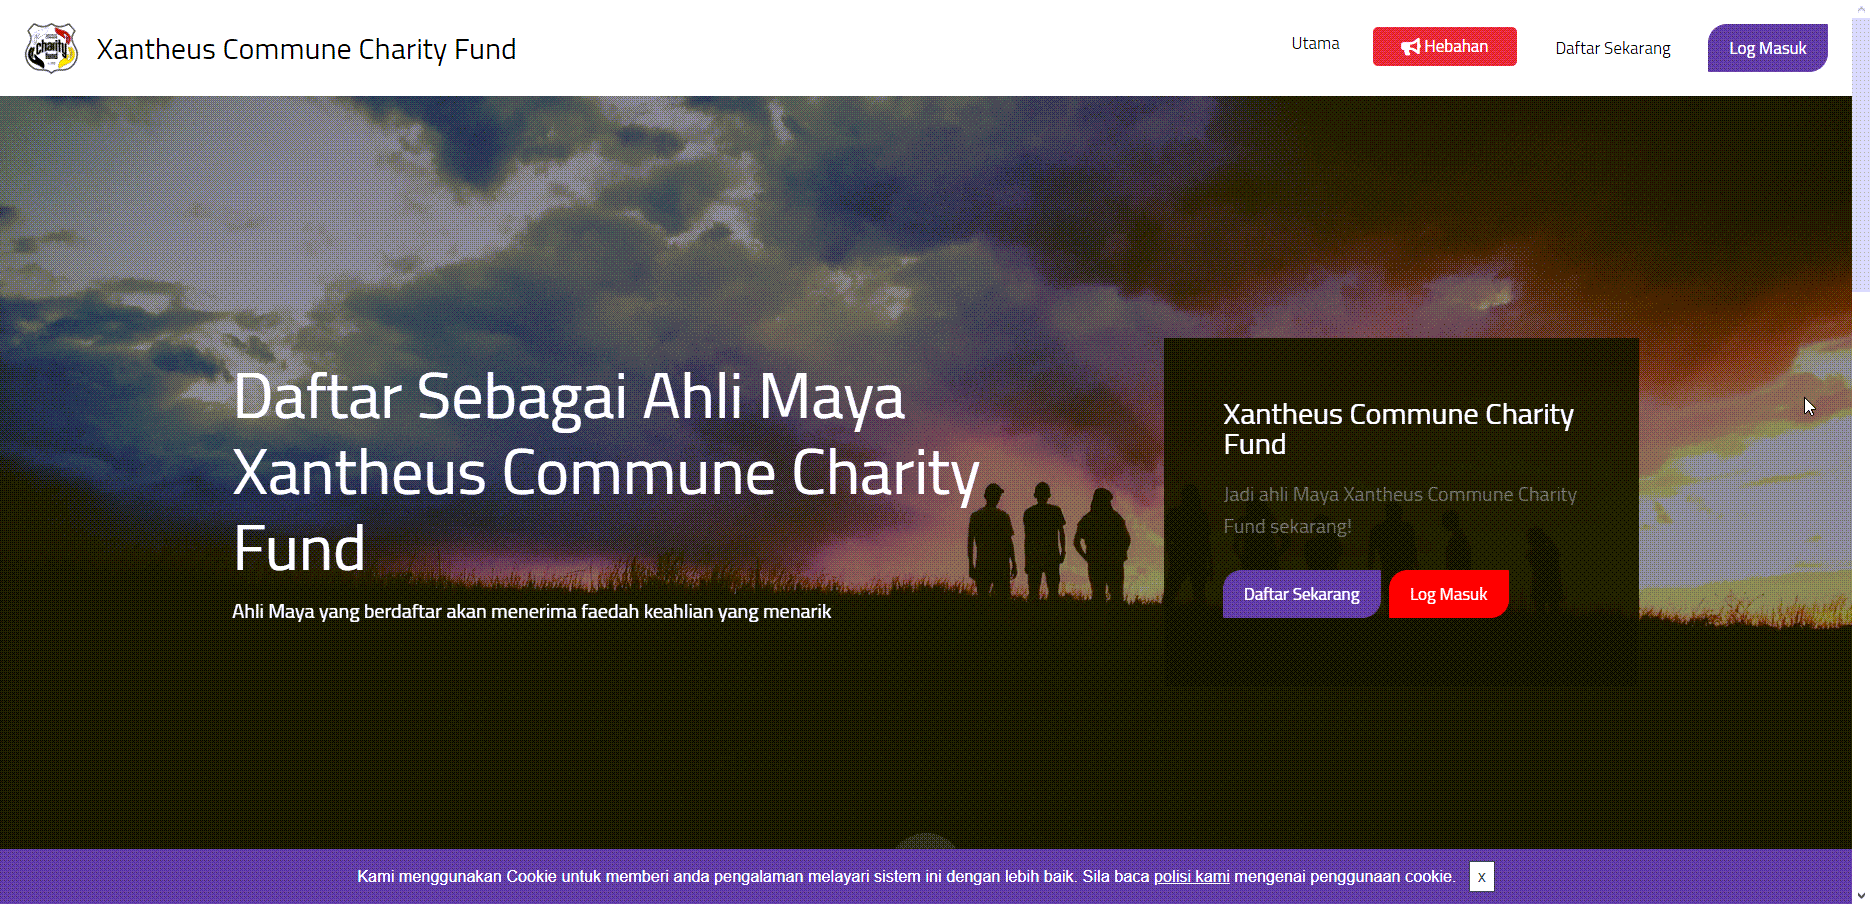 charity
fund
Xantheus Commune Charity Fund
Utama
Hebahan
Daftar Sekarang
Log Masuk
Daftar Sebagai Ahli Maya
Xantheus Commune Charity
Fund
Ahli Maya yang berdaftar akan menerima faedah keahlian yang menarik
Xantheus Commune Charity
Fund
Jadi ahli Maya Xantheus Commune Charity
Fund sekarang!
Daftar Sekarang
Log Masuk
Kami menggunakan Cookie untuk memberi anda pengalaman melayari sistem ini dengan lebih baik. Sila baca polisi kami mengenai penggunaan cookie.
x